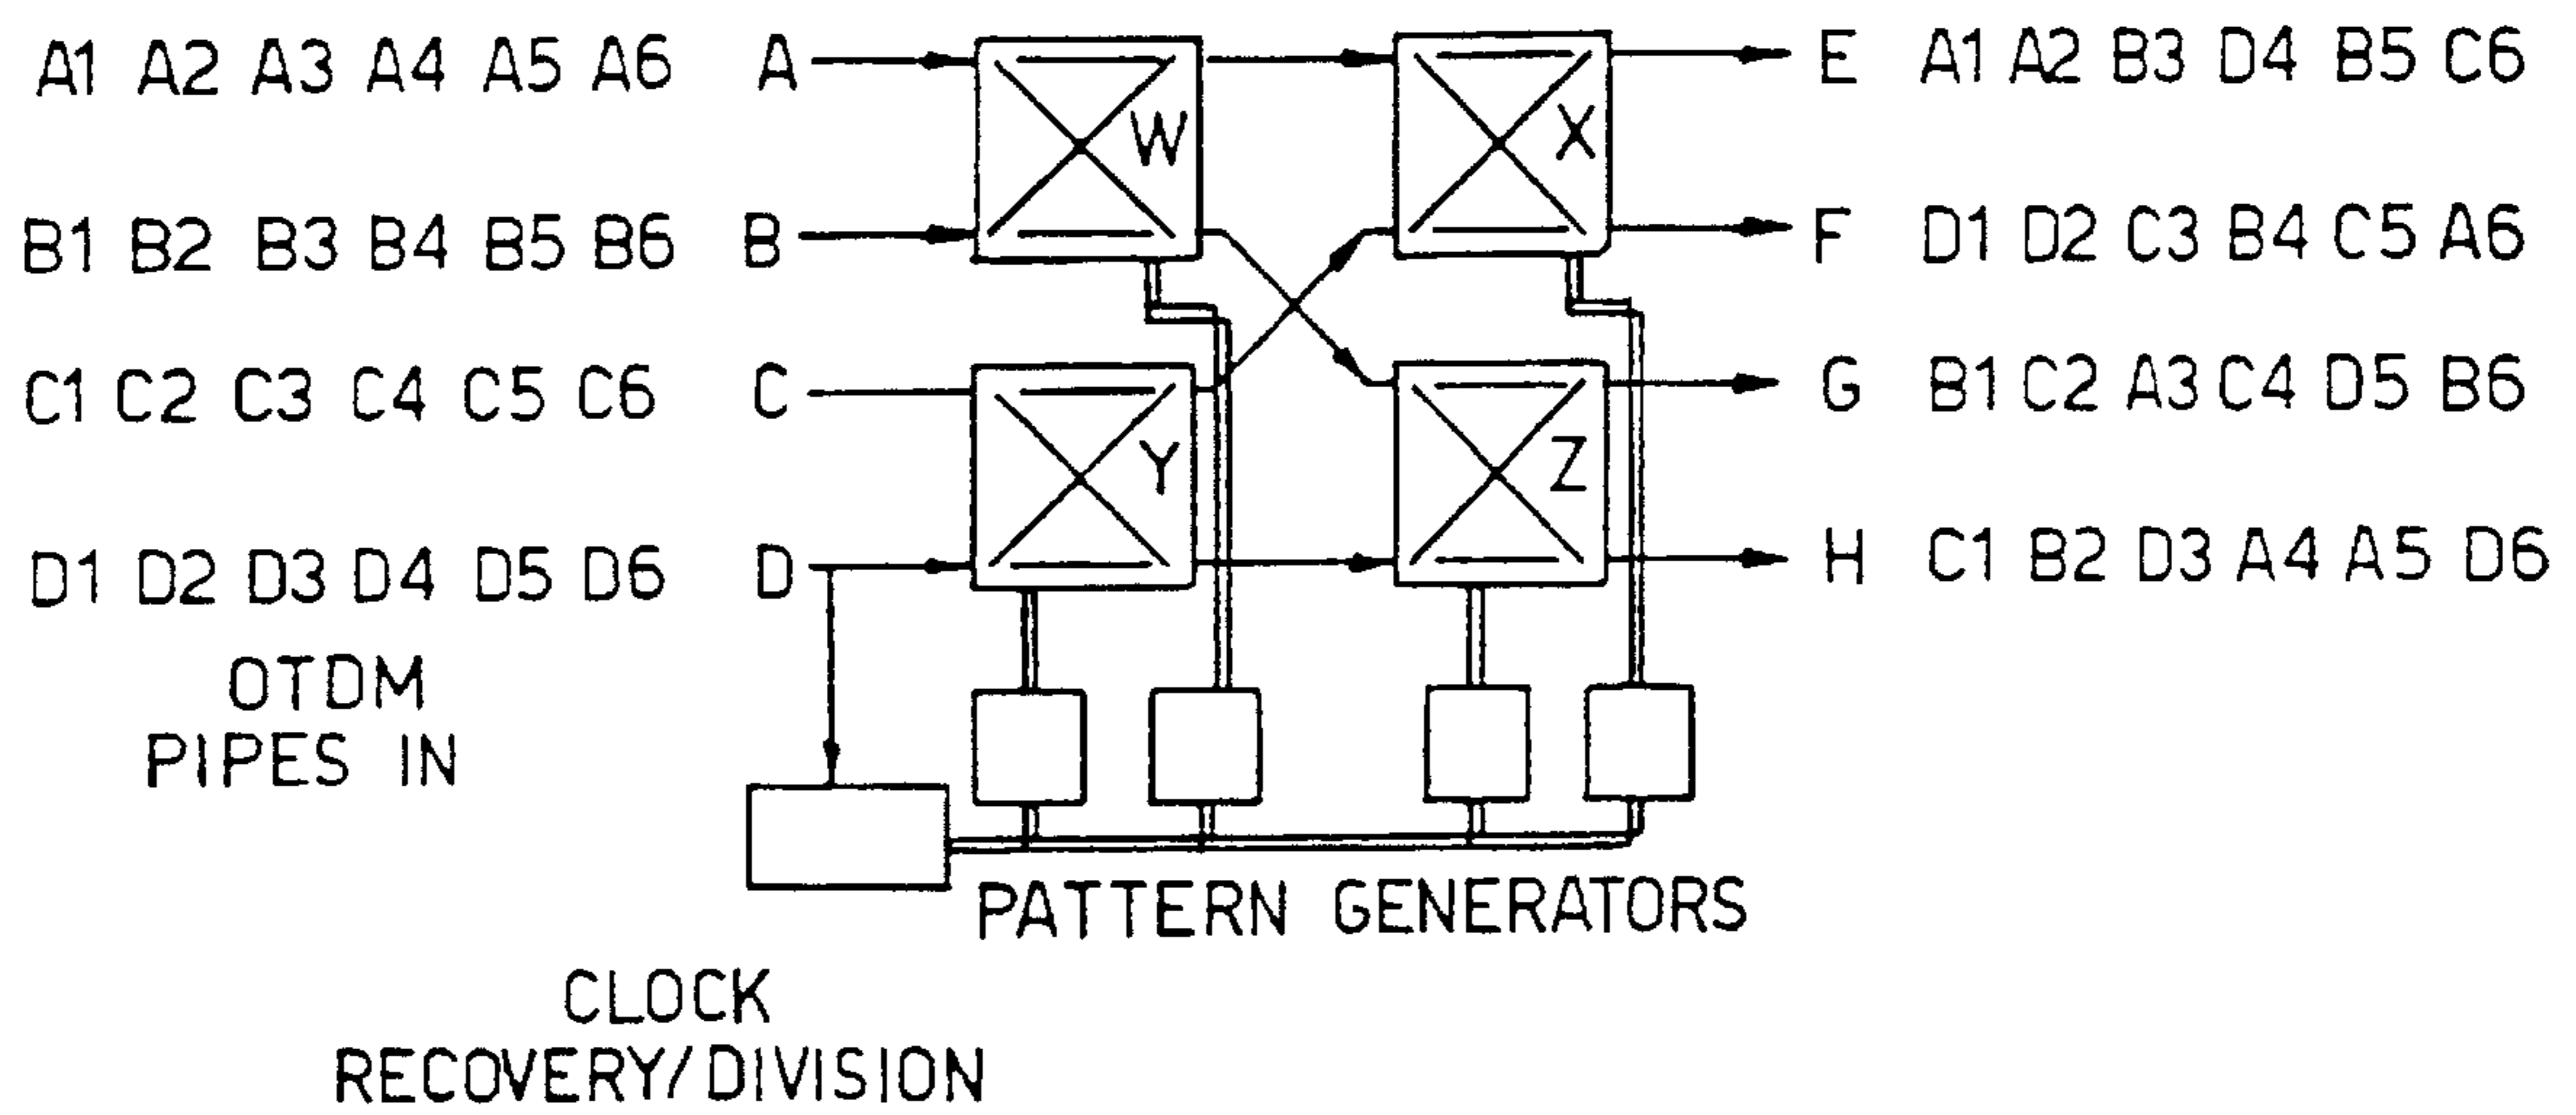 A1 A2 A3 A4 A5 A6 A W X E A1 A2 B3 D4 B5 C6
B1 B2 B3 B4 B5 B6 B F D1 D2 C3 B4 C5 A6
C1 C2 C3 C4 C5 C6 C Y Z G B1 C2 A3 C4 D5 B6
D1 D2 D3 D4 D5 D6 D H C1 B2 D3 A4 A5 D6
OTDM
PIPES IN
PATTERN GENERATORS
CLOCK
RECOVERY/DIVISION